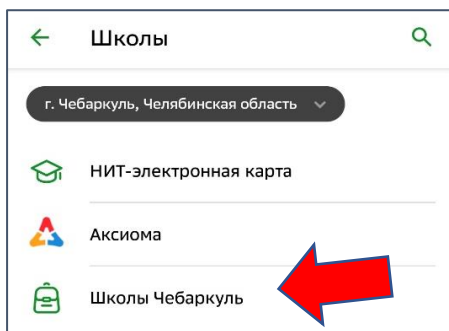 Школы
г. Чебаркуль, Челябинская область
НИТ-электронная карта
Аксиома
Школы Чебаркуль